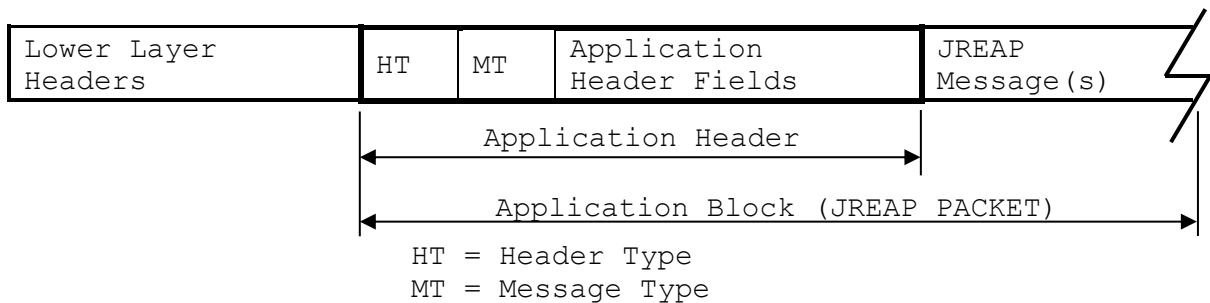 Lower Layer
Headers
HT
MT
Application
Header Fields
JREAP
Message(s)
Application Header
Application Block (JREAP PACKET)
HT = Header Type
MT = Message Type